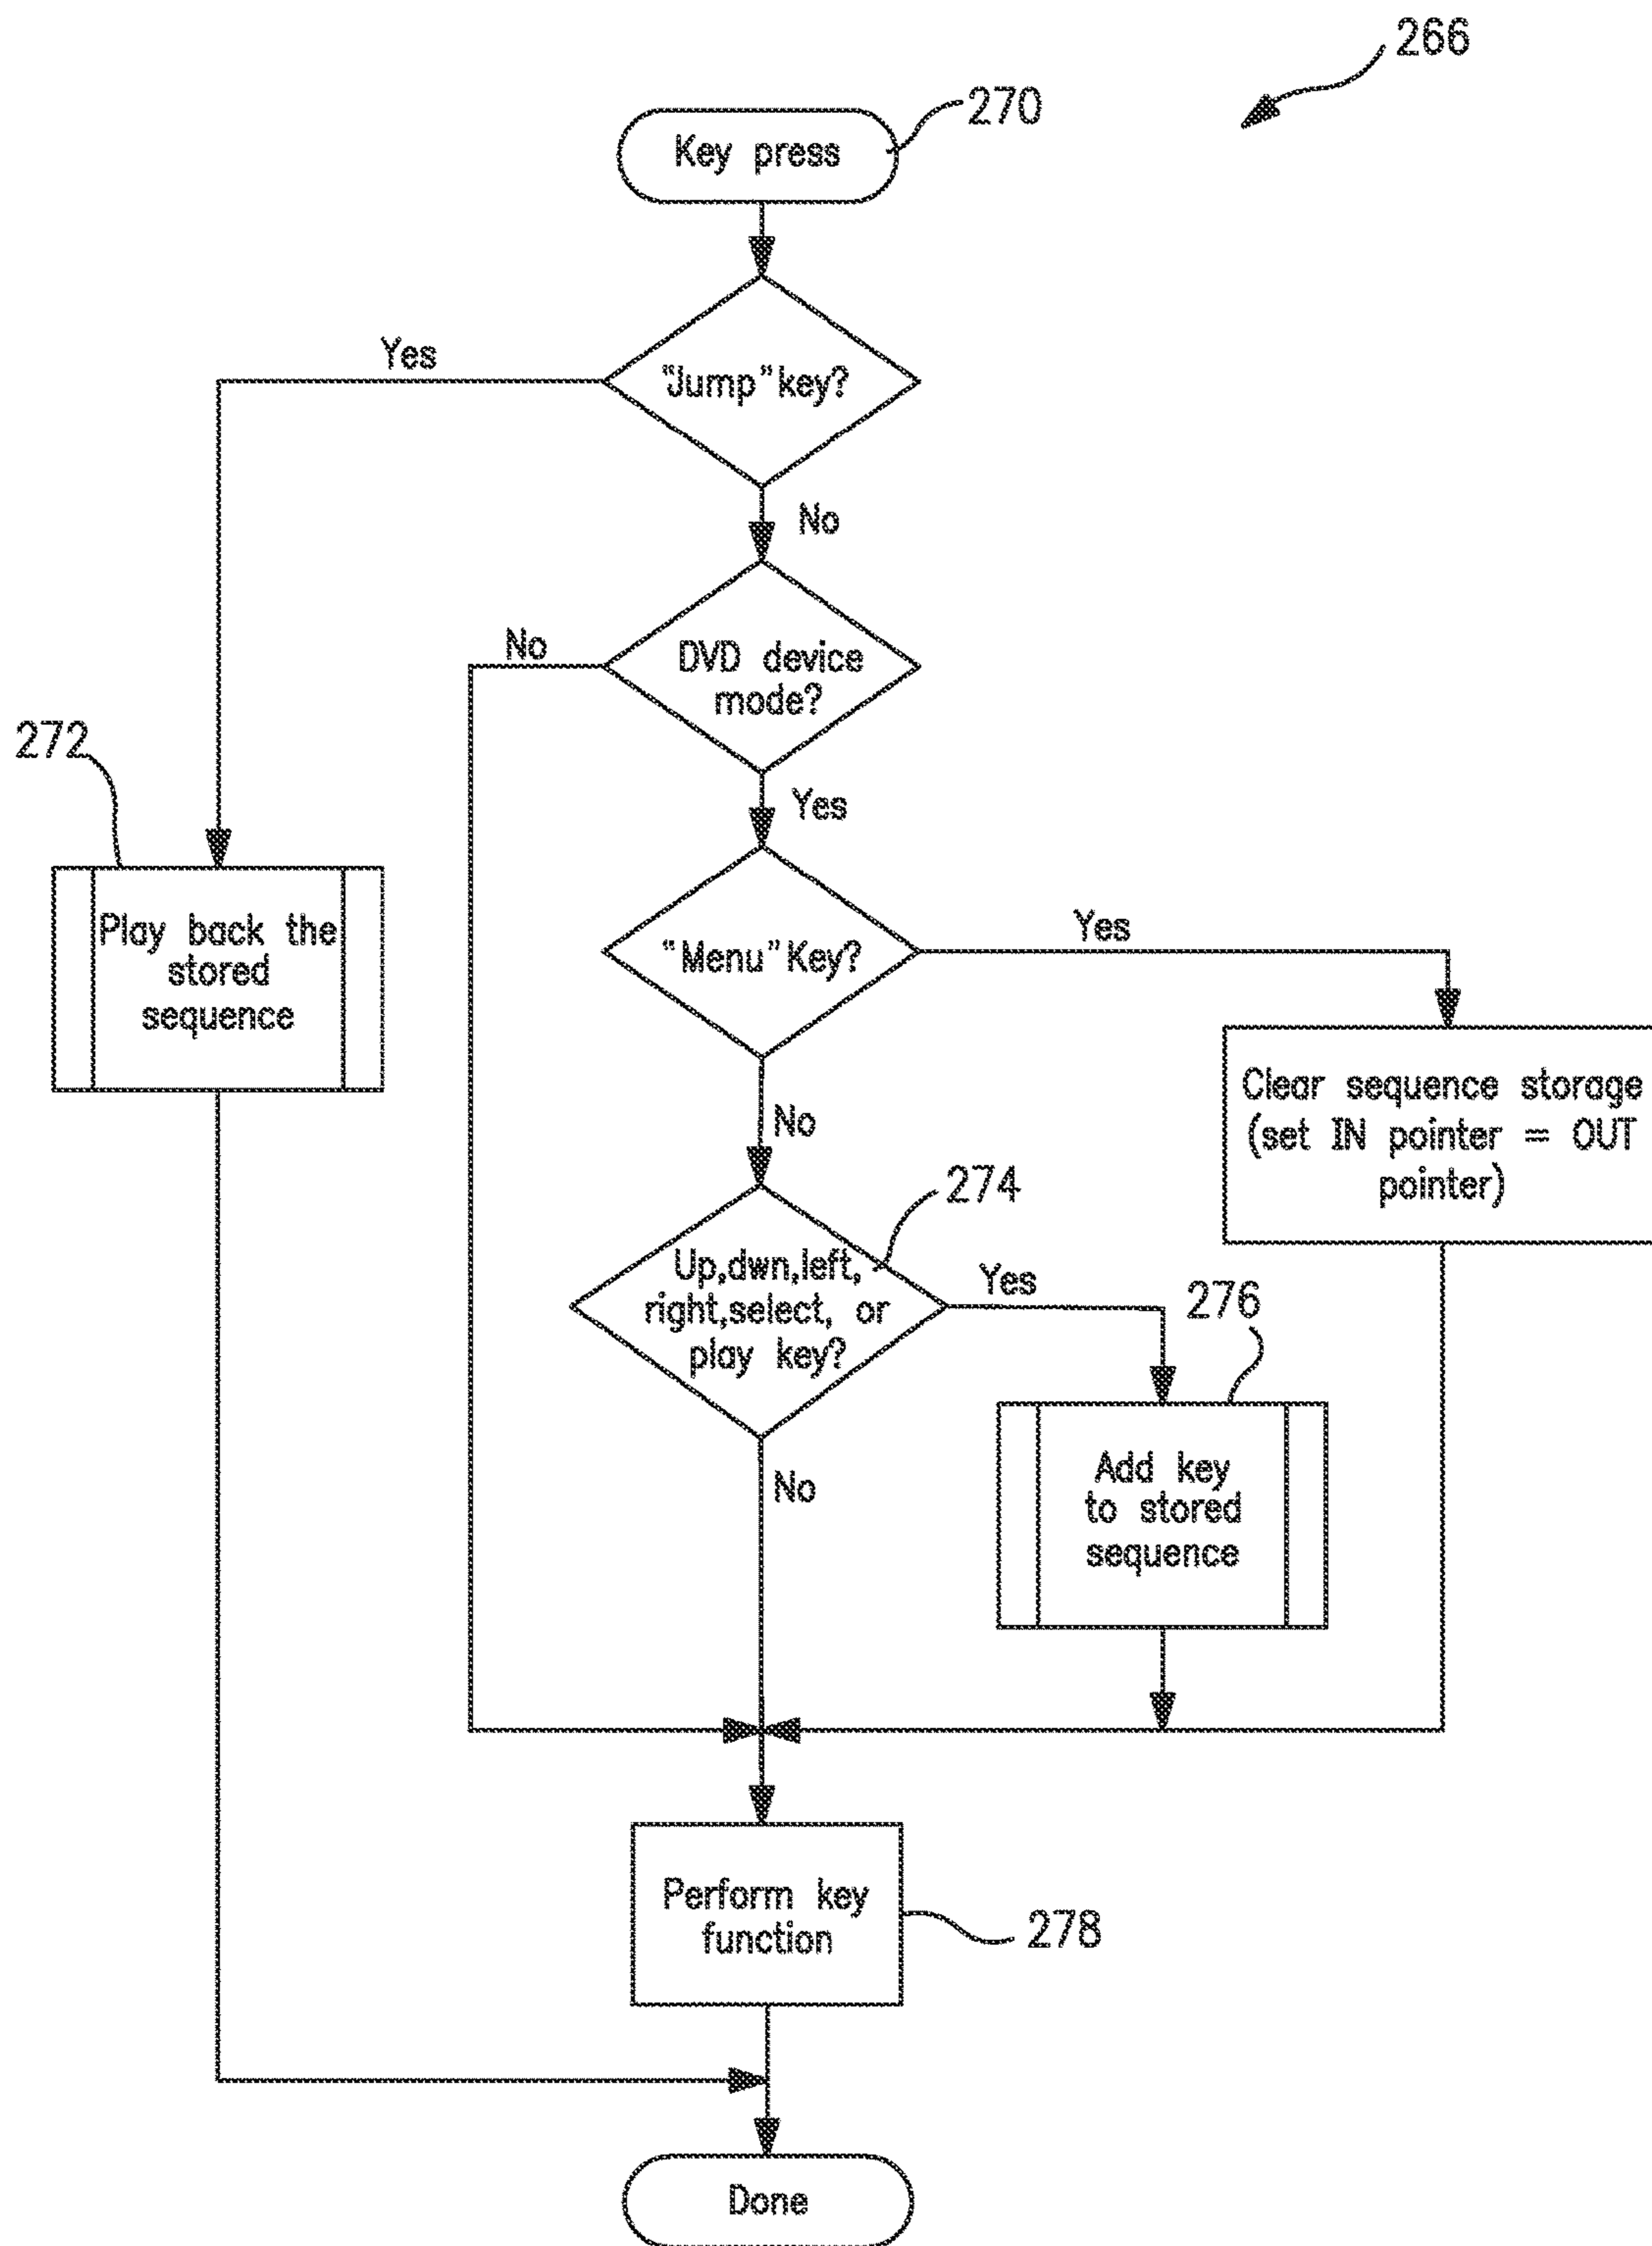 266
270
Key press
Yes
"Jump" key?
No
No
DVD device
mode?
272
Yes
Play back the
stored
sequence
"Menu" Key?
Yes
Clear sequence storage
(set IN pointer = OUT
pointer)
No
274
Up,dwn,left,
right,select, or
play key?
Yes
276
No
Add key
to stored
sequence
Perform key
function
278
Done